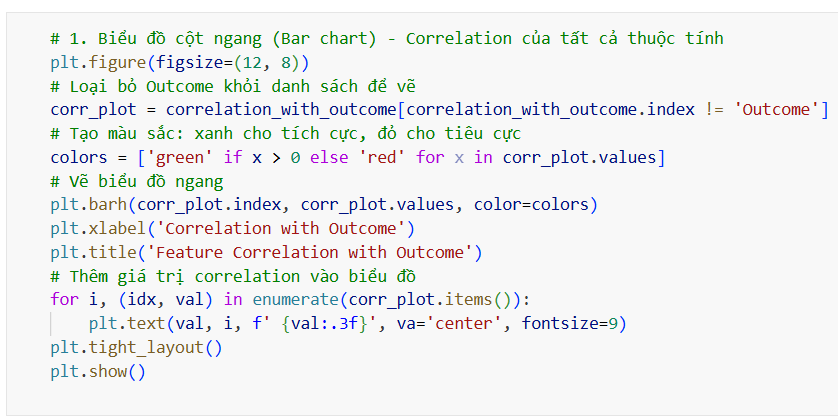 # 1. Biểu đồ cột ngang (Bar chart) - Correlation của tất cả thuộc tính
plt.figure(figsize=(12, 8))
# Loại bỏ Outcome khỏi danh sách để vẽ
corr_plot = correlation_with_outcome[correlation_with_outcome.index != 'Outcome']
# Tạo màu sắc: xanh cho tích cực, đỏ cho tiêu cực
colors = ['green' if x > 0 else 'red' for x in corr_plot.values]
# Vẽ biểu đồ ngang
plt.barh(corr_plot.index, corr_plot.values, color=colors)
plt.xlabel('Correlation with Outcome')
plt.title('Feature Correlation with Outcome')
# Thêm giá trị correlation vào biểu đồ
for i, (idx, val) in enumerate(corr_plot.items()):
    plt.text(val, i, f' {val:.3f}', va='center', fontsize=9)
plt.tight_layout()
plt.show()